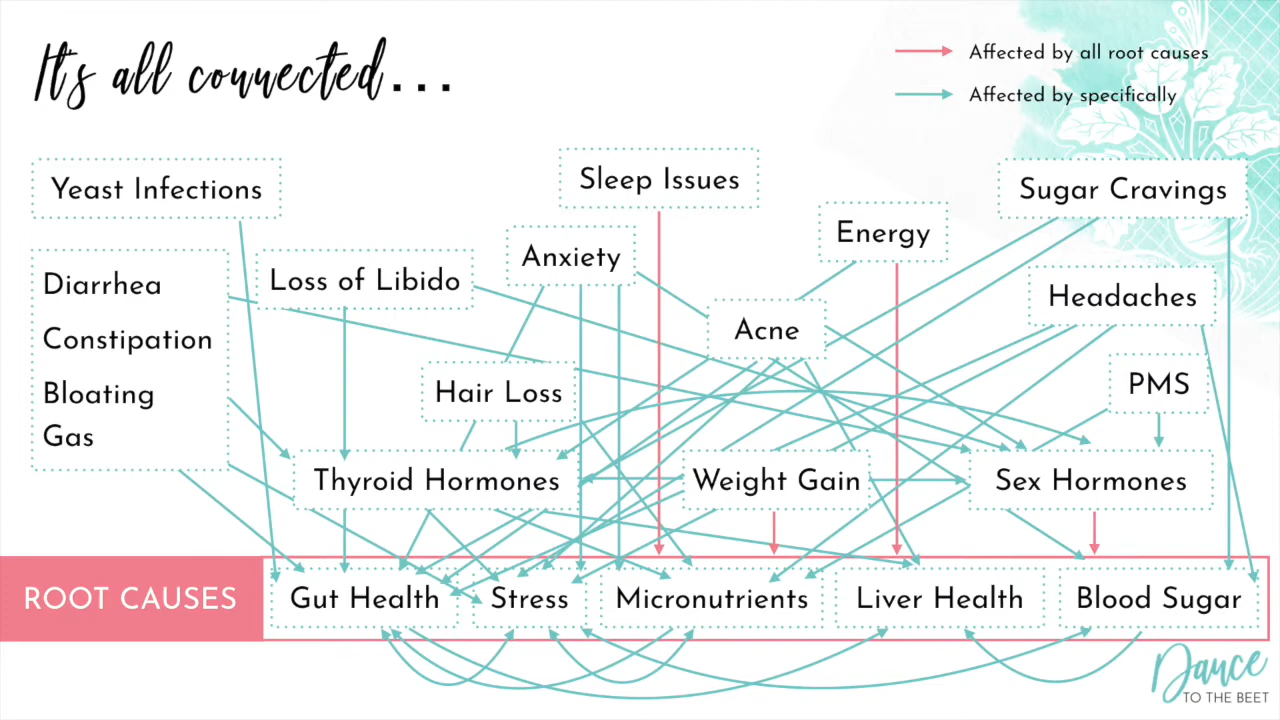 It's all connected...
Affected by all root causes
Affected by specifically
Yeast Infections
Sleep Issues
Sugar Cravings
Energy
Anxiety
Loss of Libido
Diarrhea
Constipation
Bloating
Gas
Headaches
Acne
Hair Loss
PMS
Thyroid Hormones
Weight Gain
Sex Hormones
ROOT CAUSES
Gut Health
Stress
Micronutrients
Liver Health
Blood Sugar
Dance
TO THE BEET